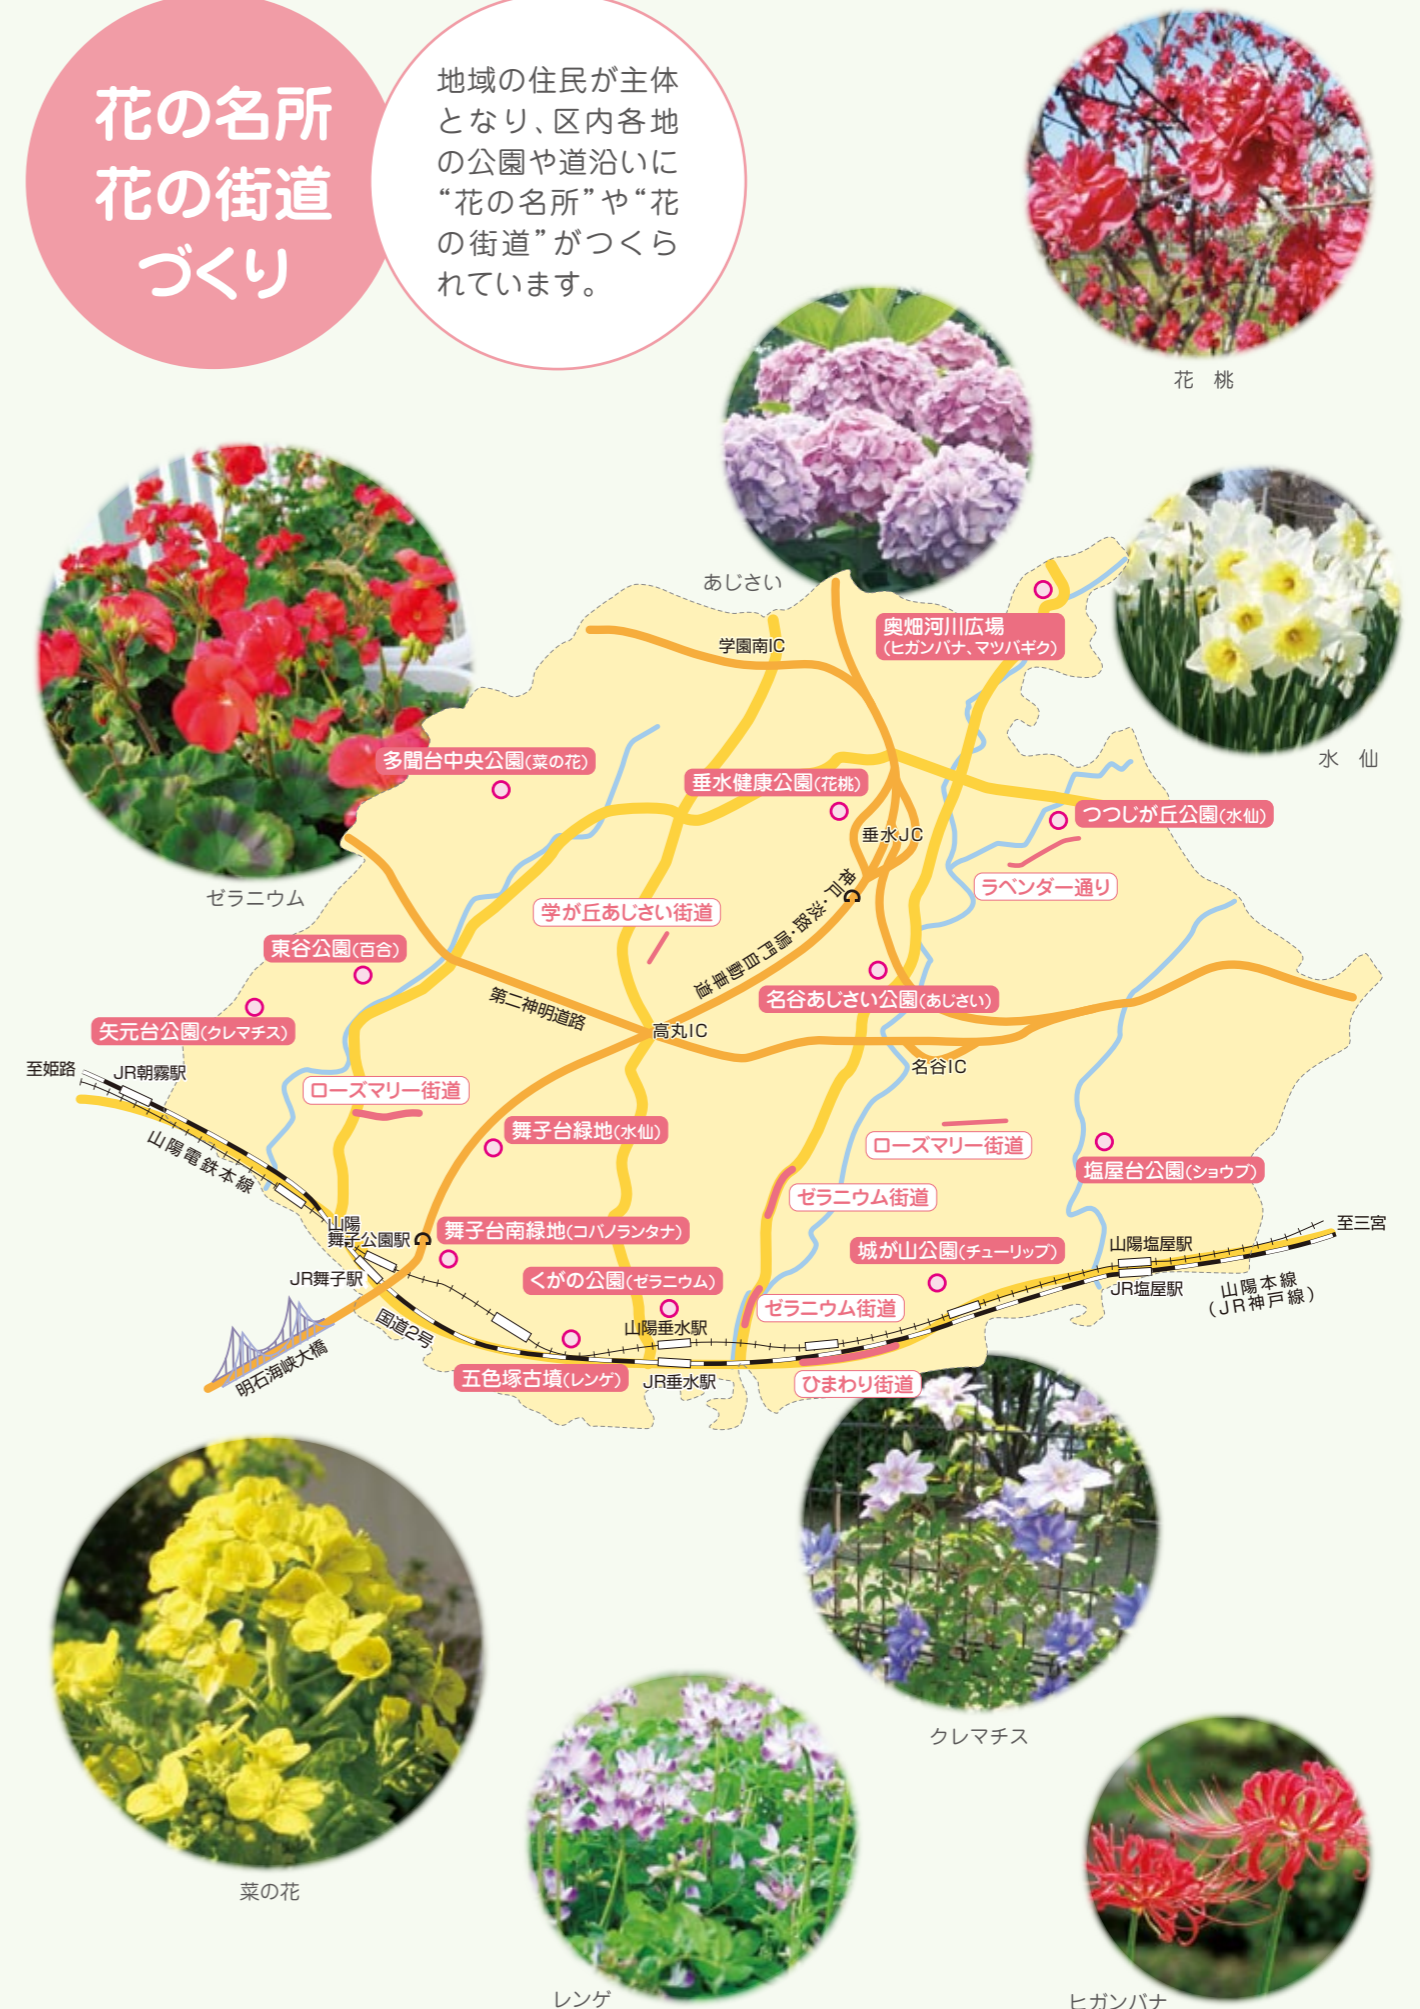 花の名所
花の街道
づくり
地域の住民が主体
となり、区内各地
の公園や道沿いに
“花の名所”や“花
の街道”がつくら
れています。
花 桃
あじさい
水 仙
ゼラニウム
学園南IC
奥畑河川広場
(ヒガンバナ、マツバギク)
多聞台中央公園(菜の花)
垂水健康公園(花桃)
つつじが丘公園(水仙)
垂水JC
ラベンダー通り
神戸・淡路・鳴門自動車道
学が丘あじさい街道
東谷公園(百合)
第二神明道路
名谷あじさい公園(あじさい)
矢元台公園(クレマチス)
高丸IC
名谷IC
至姫路
JR朝霧駅
ローズマリー街道
山陽電鉄本線
舞子台緑地(水仙)
ローズマリー街道
塩屋台公園(ショウブ)
ゼラニウム街道
山陽
舞子公園駅
舞子台南緑地(コバノランタナ)
城が山公園(チューリップ)
至三宮
山陽塩屋駅
JR舞子駅
くがの公園(ゼラニウム)
JR塩屋駅
山陽本線
(JR神戸線)
ゼラニウム街道
国道2号
山陽垂水駅
明石海峡大橋
五色塚古墳(レンゲ)
JR垂水駅
ひまわり街道
クレマチス
菜の花
レンゲ
ヒガンバナ